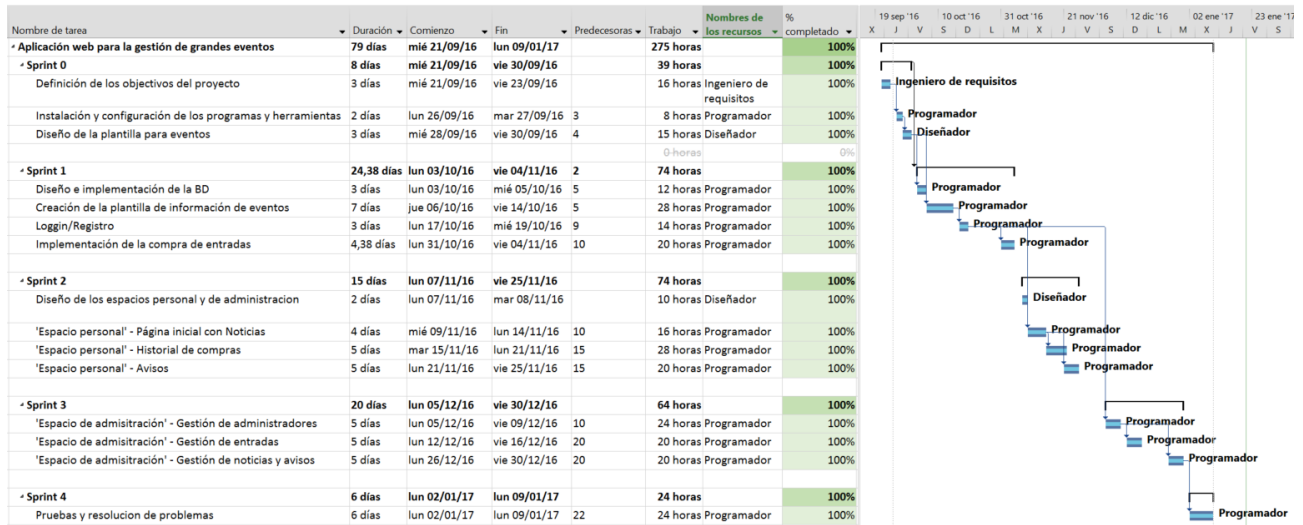 Nombre de tarea Duración Comienzo Fin Predecesoras Trabajo Nombres de los recursos % completado
19 sep '16 10 oct '16 31 oct '16 21 nov '16 12 dic '16 02 ene '17 23 ene '17
X J V S D L M X J V S D L M X J V S
Aplicación web para la gestión de grandes eventos 79 días mié 21/09/16 lun 09/01/17 275 horas 100%
Sprint 0 8 días mié 21/09/16 vie 30/09/16 39 horas 100%
Definición de los objetivos del proyecto 3 días mié 21/09/16 vie 23/09/16 16 horas Ingeniero de requisitos 100% Ingeniero de requisitos
Instalación y configuración de los programas y herramientas 2 días lun 26/09/16 mar 27/09/16 3 8 horas Programador 100% Programador
Diseño de la plantilla para eventos 3 días mié 28/09/16 vie 30/09/16 4 15 horas Diseñador 100% Diseñador
0 horas 0%
Sprint 1 24,38 días lun 03/10/16 vie 04/11/16 2 74 horas 100%
Diseño e implementación de la BD 3 días lun 03/10/16 mié 05/10/16 5 12 horas Programador 100% Programador
Creación de la plantilla de información de eventos 7 días jue 06/10/16 vie 14/10/16 5 28 horas Programador 100% Programador
Loggin/Registro 3 días lun 17/10/16 mié 19/10/16 9 14 horas Programador 100% Programador
Implementación de la compra de entradas 4,38 días lun 31/10/16 vie 04/11/16 10 20 horas Programador 100% Programador
Sprint 2 15 días lun 07/11/16 vie 25/11/16 74 horas 100%
Diseño de los espacios personal y de administracion 2 días lun 07/11/16 mar 08/11/16 10 horas Diseñador 100% Diseñador
'Espacio personal' - Página inicial con Noticias 4 días mié 09/11/16 lun 14/11/16 10 16 horas Programador 100% Programador
'Espacio personal' - Historial de compras 5 días mar 15/11/16 lun 21/11/16 15 28 horas Programador 100% Programador
'Espacio personal' - Avisos 5 días lun 21/11/16 vie 25/11/16 15 20 horas Programador 100% Programador
Sprint 3 20 días lun 05/12/16 vie 30/12/16 64 horas 100%
'Espacio de admisitración' - Gestión de administradores 5 días lun 05/12/16 vie 09/12/16 10 24 horas Programador 100% Programador
'Espacio de admisitración' - Gestión de entradas 5 días lun 12/12/16 vie 16/12/16 20 20 horas Programador 100% Programador
'Espacio de admisitración' - Gestión de noticias y avisos 5 días lun 26/12/16 vie 30/12/16 20 20 horas Programador 100% Programador
Sprint 4 6 días lun 02/01/17 lun 09/01/17 24 horas 100%
Pruebas y resolucion de problemas 6 días lun 02/01/17 lun 09/01/17 22 24 horas Programador 100% Programador